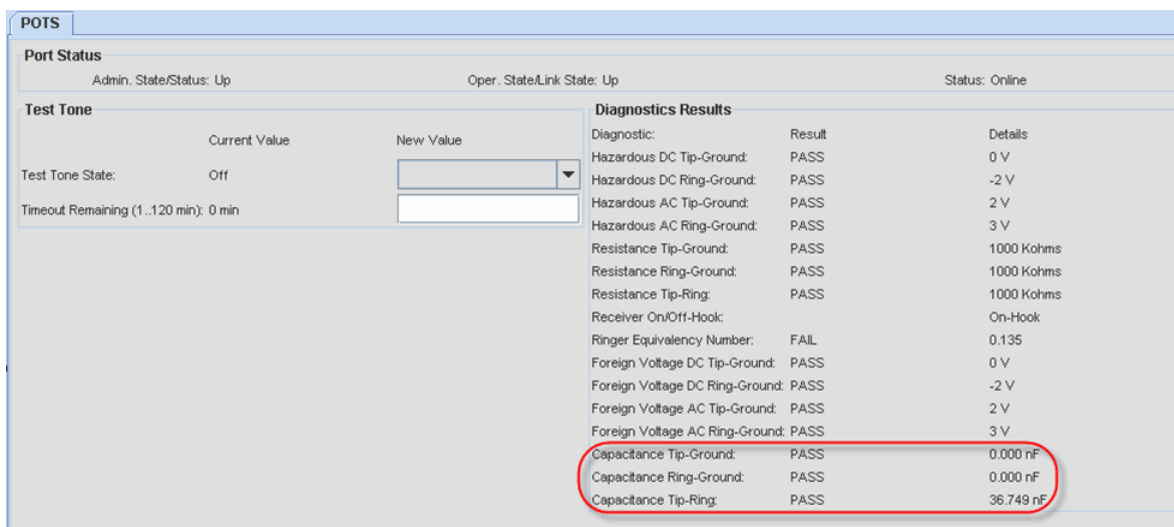 POTS
Port Status
Admin. State/Status: Up Oper. State/Link State: Up Status: Online
Test Tone
Current Value New Value
Test Tone State: Off
Timeout Remaining (1..120 min): 0 min
Diagnostics Results
Diagnostic: Result Details
Hazardous DC Tip-Ground: PASS 0 V
Hazardous DC Ring-Ground: PASS -2 V
Hazardous AC Tip-Ground: PASS 2 V
Hazardous AC Ring-Ground: PASS 3 V
Resistance Tip-Ground: PASS 1000 Kohms
Resistance Ring-Ground: PASS 1000 Kohms
Resistance Tip-Ring: PASS 1000 Kohms
Receiver On/Off-Hook: On-Hook
Ringer Equivalency Number: FAIL 0.135
Foreign Voltage DC Tip-Ground: PASS 0 V
Foreign Voltage DC Ring-Ground: PASS -2 V
Foreign Voltage AC Tip-Ground: PASS 2 V
Foreign Voltage AC Ring-Ground: PASS 3 V
Capacitance Tip-Ground: PASS 0.000 nF
Capacitance Ring-Ground: PASS 0.000 nF
Capacitance Tip-Ring: PASS 36.749 nF